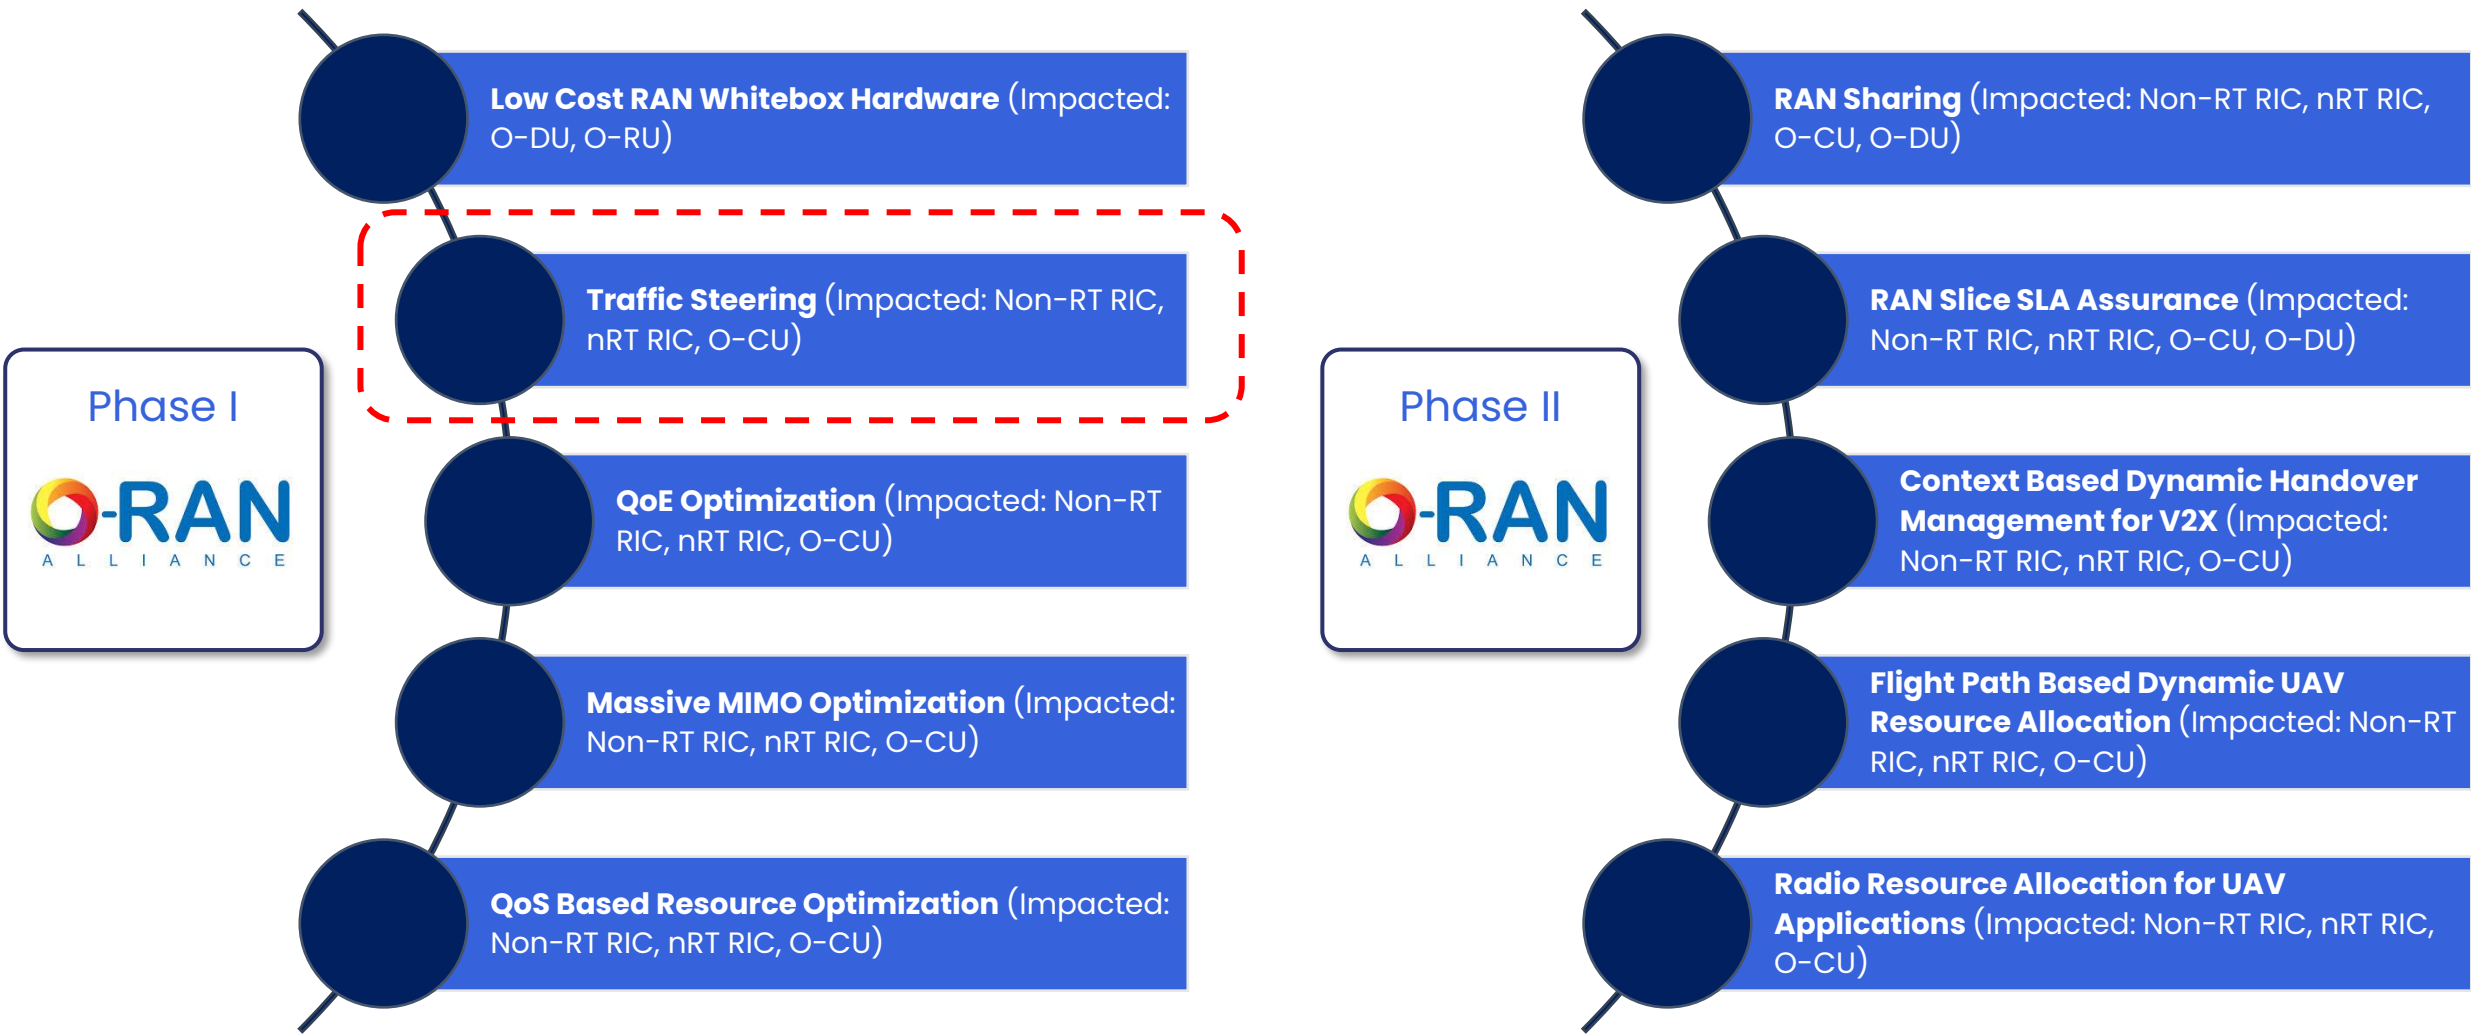 Phase I
O-RAN
ALLIANCE
Low Cost RAN Whitebox Hardware (Impacted:
O-DU, O-RU)
Traffic Steering (Impacted: Non-RT RIC,
nRT RIC, O-CU)
QoE Optimization (Impacted: Non-RT
RIC, nRT RIC, O-CU)
Massive MIMO Optimization (Impacted:
Non-RT RIC, nRT RIC, O-CU)
QoS Based Resource Optimization (Impacted:
Non-RT RIC, nRT RIC, O-CU)
Phase II
O-RAN
ALLIANCE
RAN Sharing (Impacted: Non-RT RIC, nRT RIC,
O-CU, O-DU)
RAN Slice SLA Assurance (Impacted:
Non-RT RIC, nRT RIC, O-CU, O-DU)
Context Based Dynamic Handover
Management for V2X (Impacted:
Non-RT RIC, nRT RIC, O-CU)
Flight Path Based Dynamic UAV
Resource Allocation (Impacted: Non-RT
RIC, nRT RIC, O-CU)
Radio Resource Allocation for UAV
Applications (Impacted: Non-RT RIC, nRT RIC,
O-CU)